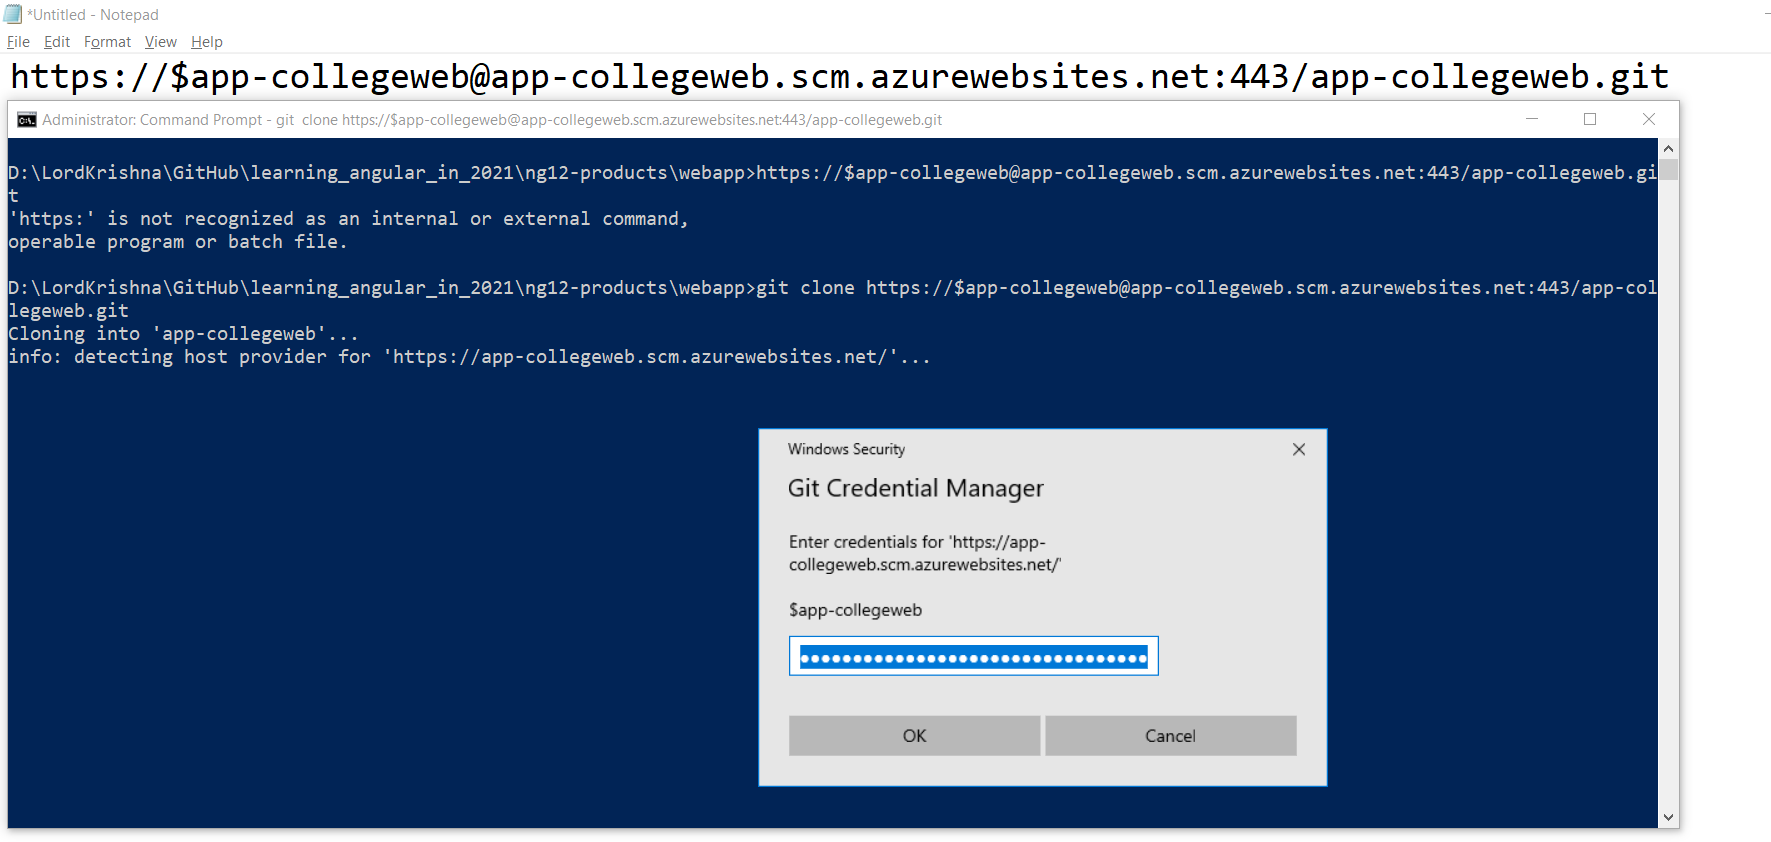 *Untitled - Notepad
File Edit Format View Help
https://$app-collegeweb@app-collegeweb.scm.azurewebsites.net:443/app-collegeweb.git
Administrator: Command Prompt - git  clone https://$app-collegeweb@app-collegeweb.scm.azurewebsites.net:443/app-collegeweb.git
D:\LordKrishna\GitHub\learning_angular_in_2021\ng12-products\webapp>https://$app-collegeweb@app-collegeweb.scm.azurewebsites.net:443/app-collegeweb.gi
t
'https:' is not recognized as an internal or external command,
operable program or batch file.
D:\LordKrishna\GitHub\learning_angular_in_2021\ng12-products\webapp>git clone https://$app-collegeweb@app-collegeweb.scm.azurewebsites.net:443/app-col
legeweb.git
Cloning into 'app-collegeweb'...
info: detecting host provider for 'https://app-collegeweb.scm.azurewebsites.net/'...
Windows Security
Git Credential Manager
Enter credentials for 'https://app-
collegeweb.scm.azurewebsites.net/'
$app-collegeweb
OK Cancel